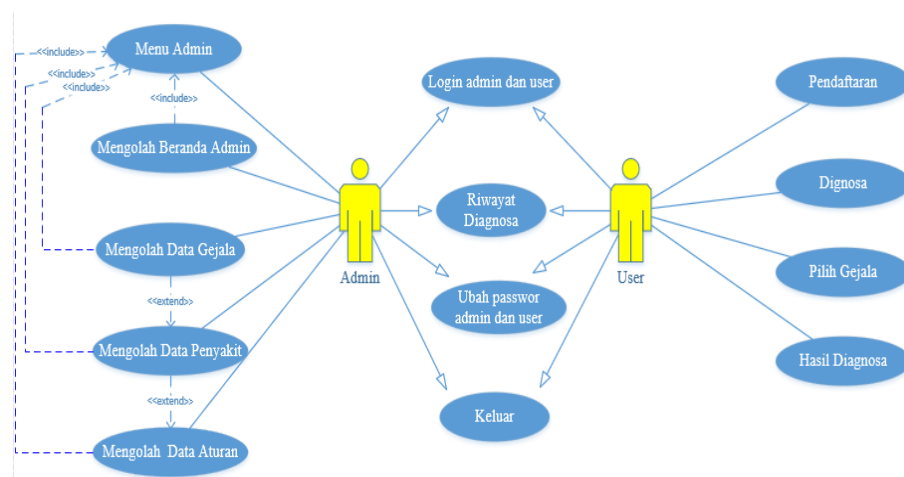 Menu Admin
<<include>>
<<include>>
<<include>>
<<include>>
Mengolah Beranda Admin
Mengolah Data Gejala
<<extend>>
Mengolah Data Penyakit
<<extend>>
Mengolah Data Aturan
Admin
Login admin dan user
Riwayat
Diagnosa
Ubah passwor
admin dan user
Keluar
User
Pendaftaran
Dignosa
Pilih Gejala
Hasil Diagnosa